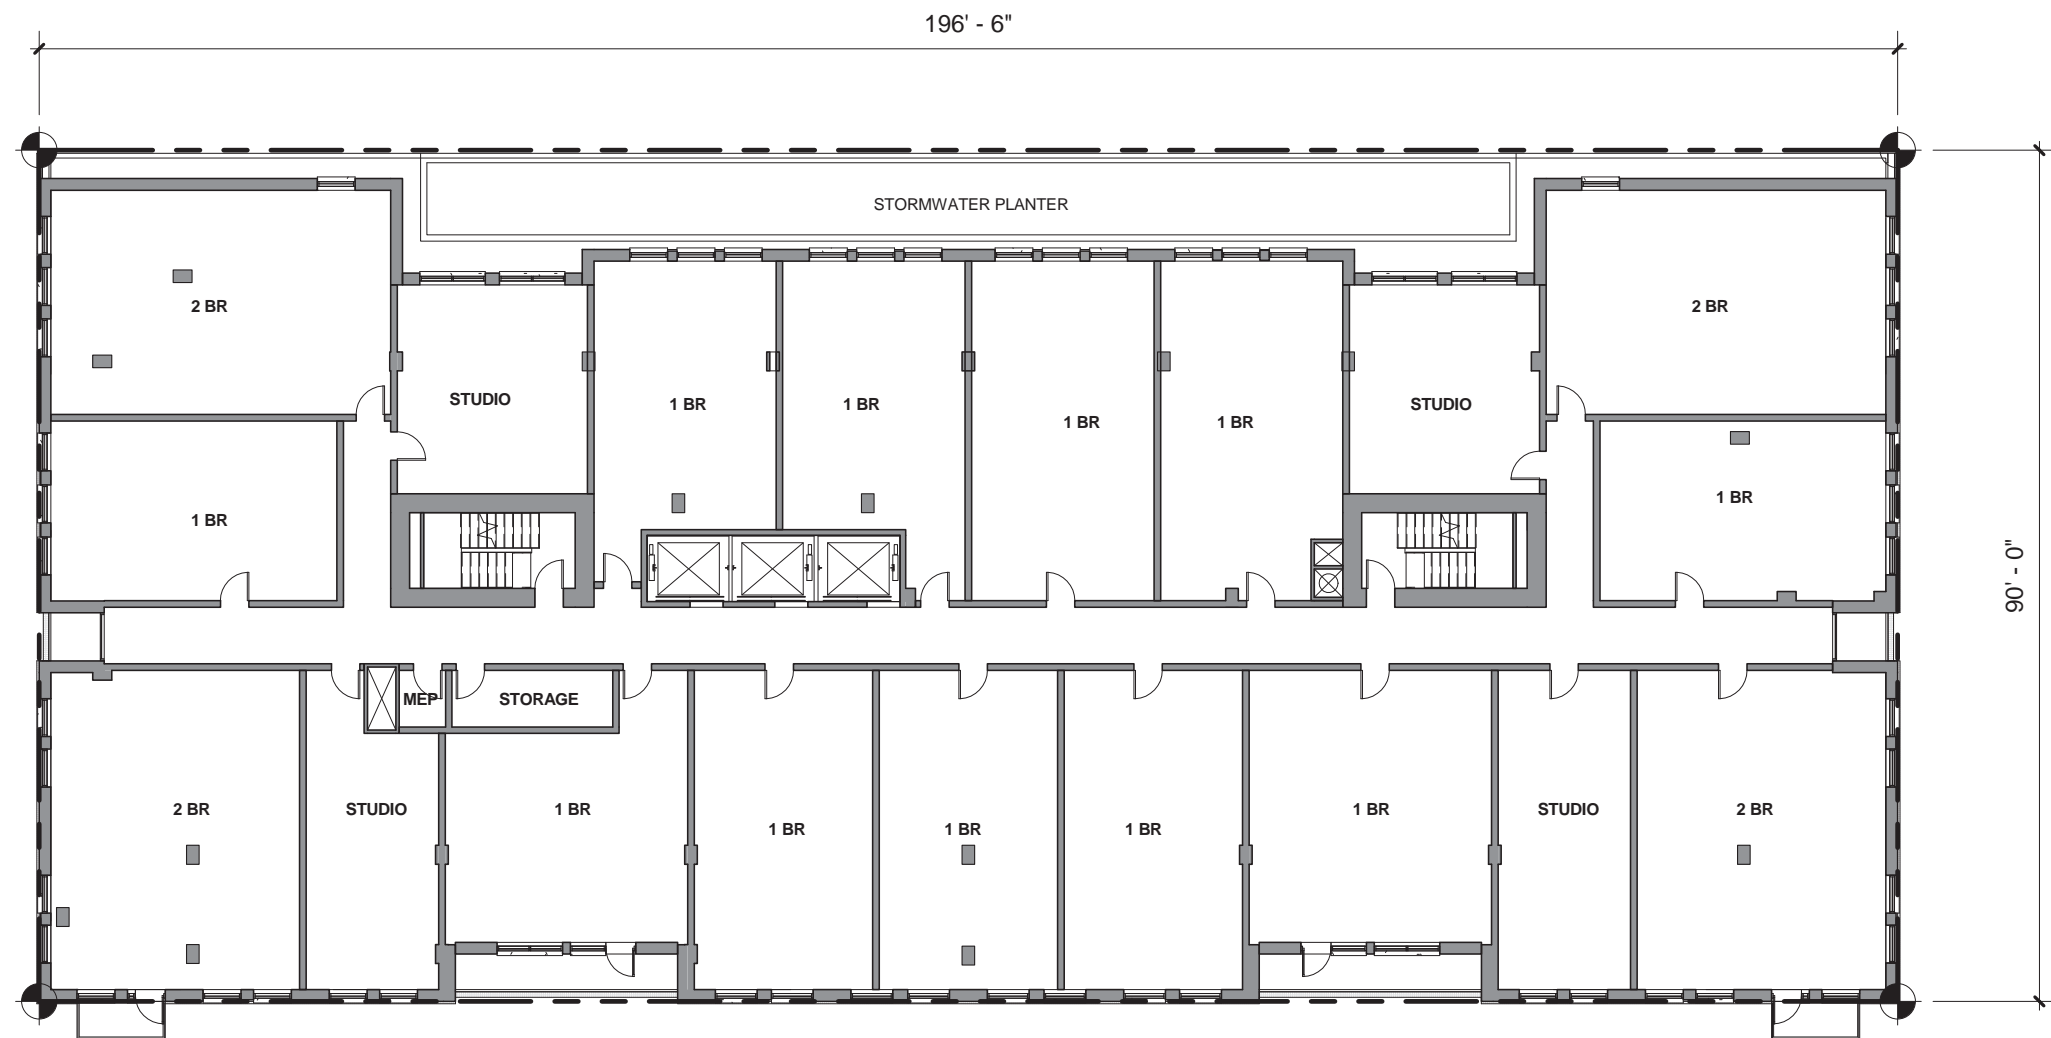 196' - 6"
STORMWATER PLANTER
2 BR
2 BR
STUDIO
1 BR
1 BR
1 BR
1 BR
STUDIO
1 BR
1 BR
90' - 0"
MEP
STORAGE
2 BR
STUDIO
1 BR
1 BR
1 BR
1 BR
1 BR
STUDIO
2 BR